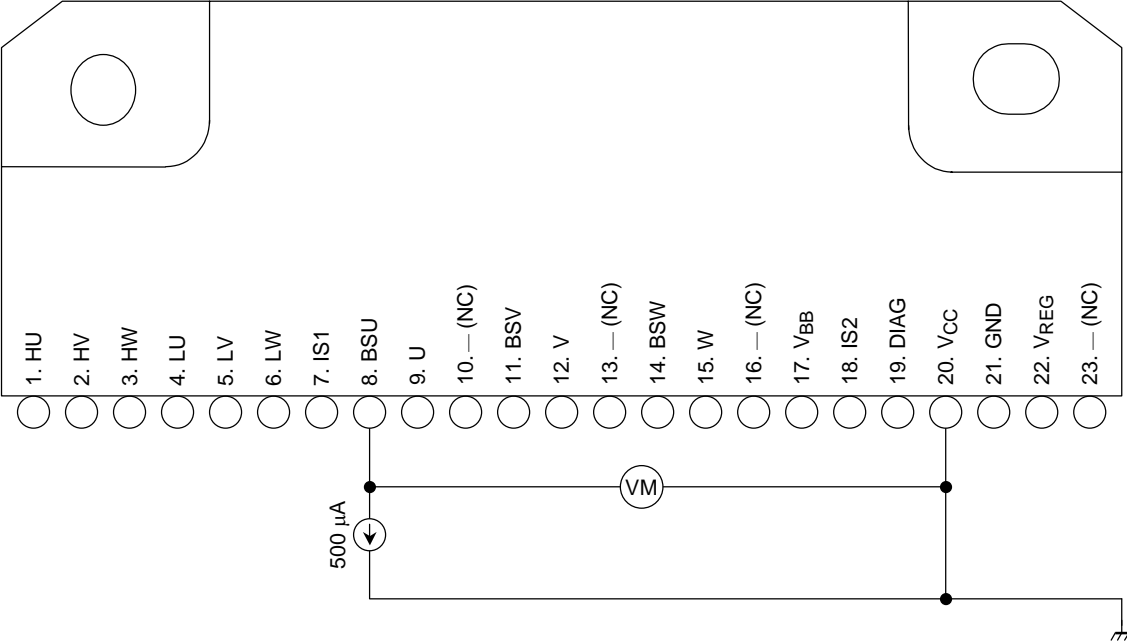 1. HU
2. HV
3. HW
4. LU
5. LV
6. LW
7. IS1
8. BSU
9. U
10. — (NC)
11. BSV
12. V
13. — (NC)
14. BSW
15. W
16. — (NC)
17. VBB
18. IS2
19. DIAG
20. VCC
21. GND
22. VREG
23. — (NC)
VM
500 μA